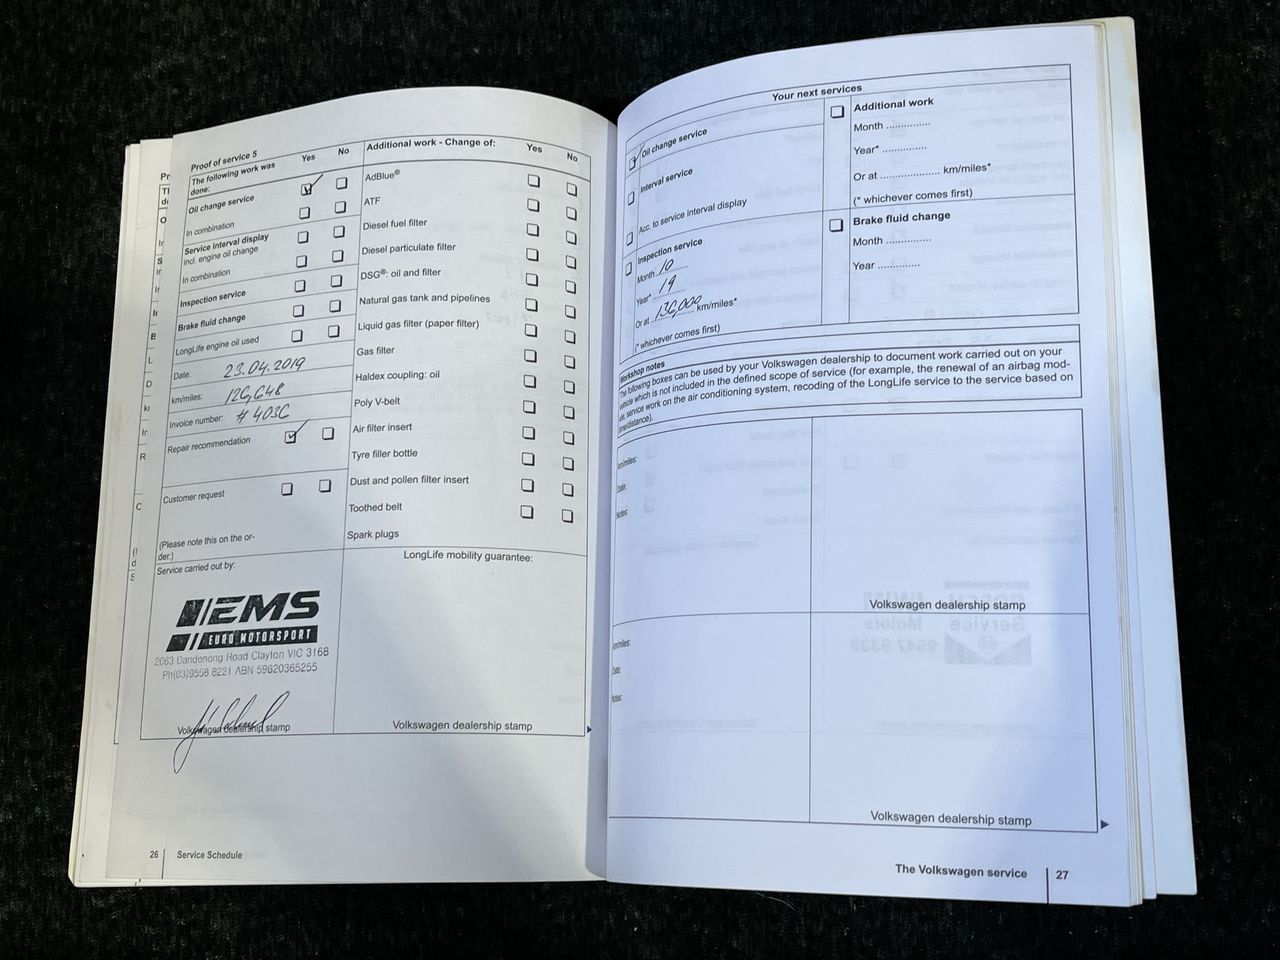 Proof of service 5
The following work was done:
Yes
No
Oil change service
In combination
Service interval display
incl. engine oil change
In combination
Inspection service
Brake fluid change
LongLife engine oil used
Date: 23.04.2019
km/miles: 126,648
Invoice number: # 4036
Repair recommendation
Customer request
(Please note this on the or-
der.)
Service carried out by:
EMS
EURO MOTORSPORT
2063 Dandenong Road Clayton VIC 3168
Ph(03)9558 8221 ABN 59620365255
Volkswagen dealership stamp
Additional work - Change of:
Yes
No
AdBlue®
ATF
Diesel fuel filter
Diesel particulate filter
DSG®: oil and filter
Natural gas tank and pipelines
Liquid gas filter (paper filter)
Gas filter
Haldex coupling: oil
Poly V-belt
Air filter insert
Tyre filler bottle
Dust and pollen filter insert
Toothed belt
Spark plugs
LongLife mobility guarantee:
Volkswagen dealership stamp
26
Service Schedule
Your next services
Oil change service
Interval service
Acc. to service interval display
Inspection service
Month 10
Year* 19
Or at 136,000 km/miles*
(* whichever comes first)
Additional work
Month ..............
Year* ..............
Or at .................... km/miles*
(* whichever comes first)
Brake fluid change
Month ..............
Year .............
Workshop notes
The following boxes can be used by your Volkswagen dealership to document work carried out on your
vehicle which is not included in the defined scope of service (for example, the renewal of an airbag mod-
ule, service work on the air conditioning system, recoding of the LongLife service to the service based on
time/distance).
km/miles:
Date:
Notes:
Volkswagen dealership stamp
km/miles:
Date:
Notes:
Volkswagen dealership stamp
The Volkswagen service
27